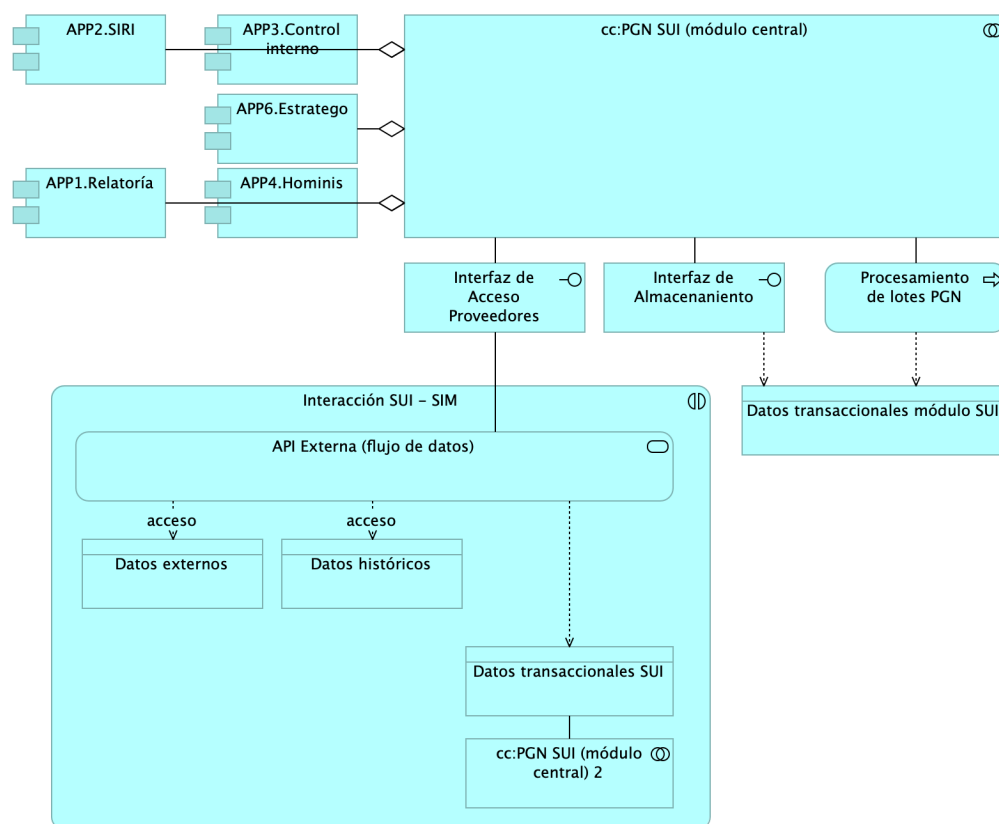 APP2.SIRI
APP3.Control
interno
cc:PGN SUI (módulo central)
APP6.Estratego
APP1.Relatoría
APP4.Hominis
Interfaz de
Acceso
Proveedores
Interfaz de
Almacenaniento
Procesamiento
de lotes PGN
Interacción SUI – SIM
Datos transaccionales módulo SUI
API Externa (flujo de datos)
acceso
acceso
Datos externos
Datos históricos
Datos transaccionales SUI
cc:PGN SUI (módulo
central) 2